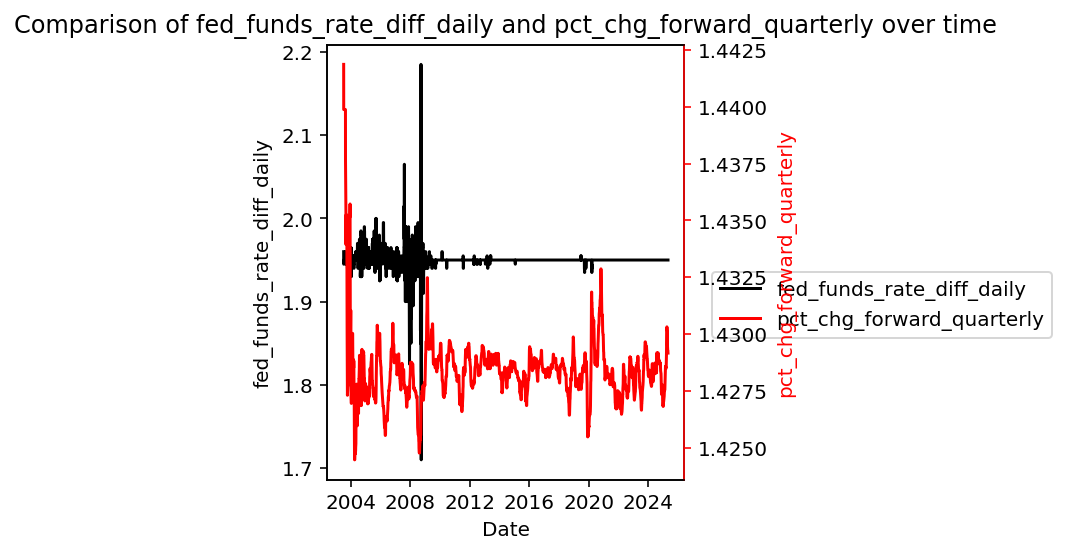 Comparison of fed_funds_rate_diff_daily and pct_chg_forward_quarterly over time
2.2
2.1
2.0
1.9
1.8
1.7
fed_funds_rate_diff_daily
2004 2008 2012 2016 2020 2024
Date
1.4425
1.4400
1.4375
1.4350
1.4325
1.4300
1.4275
1.4250
pct_chg_forward_quarterly
fed_funds_rate_diff_daily
pct_chg_forward_quarterly